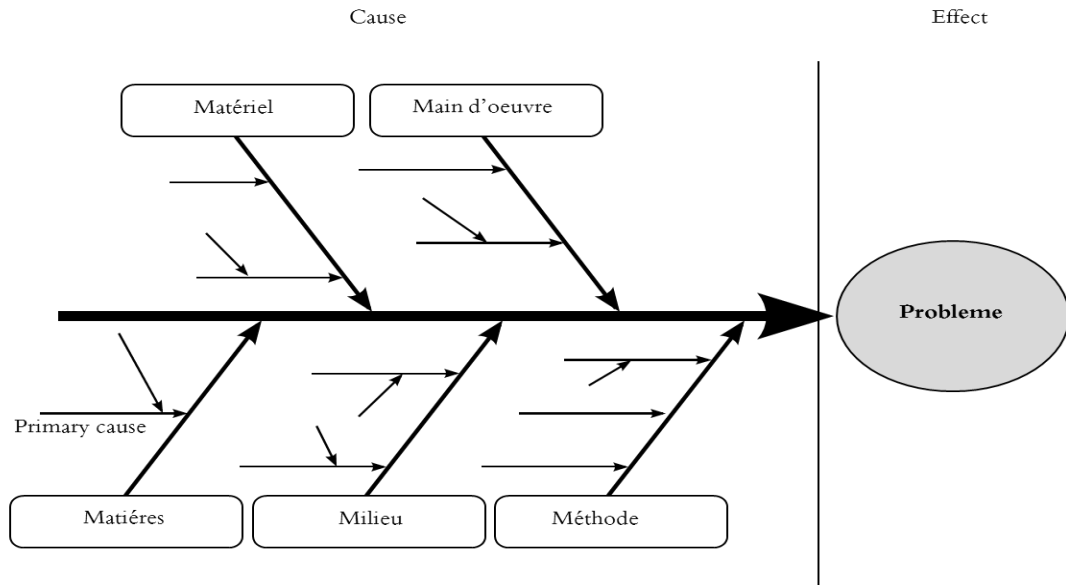 Cause
Effect
Matériel
Main d'oeuvre
Probleme
Primary cause
Matiéres
Milieu
Méthode